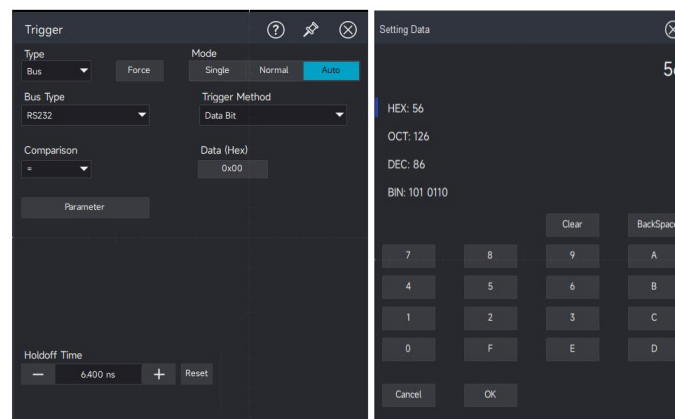 Trigger
Type
Mode
Bus
Force
Single
Normal
Auto
Bus Type
Trigger Method
RS232
Data Bit
Comparison
Data (Hex)
=
0x00
Parameter
Holdoff Time
6.400 ns
Reset
Setting Data
HEX: 56
OCT: 126
DEC: 86
BIN: 101 0110
Clear
BackSpace
7
8
9
A
4
5
6
B
1
2
3
C
0
F
E
D
Cancel
OK